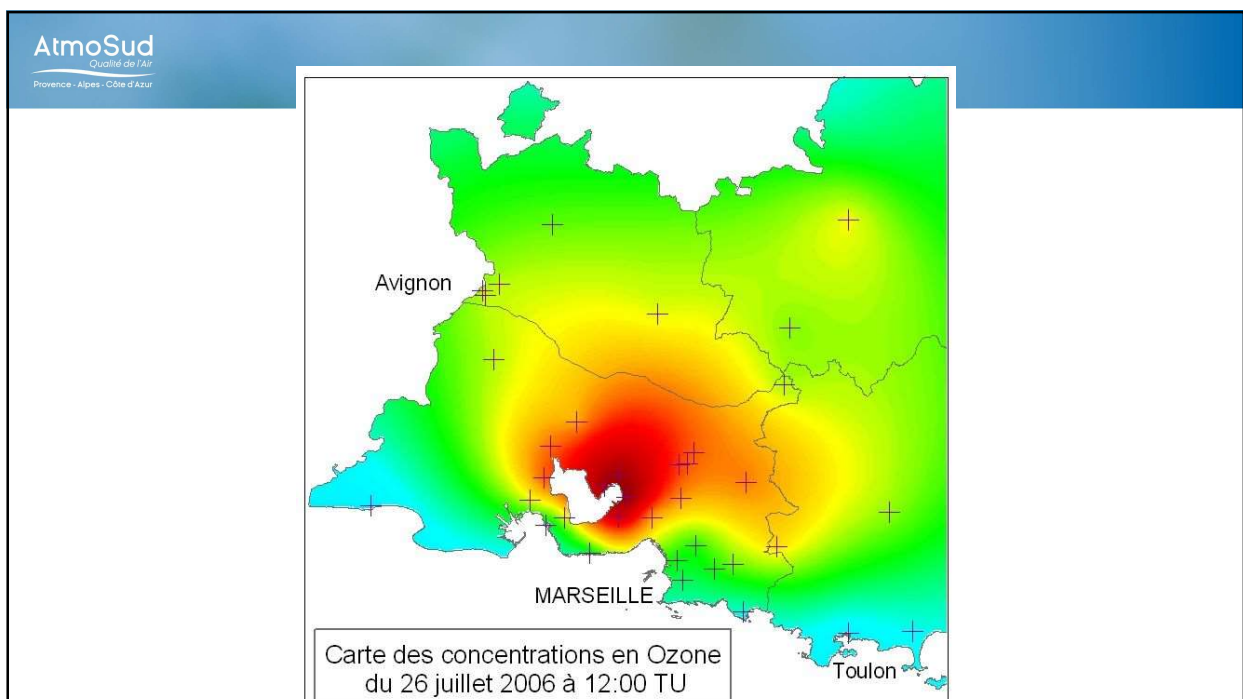 AtmoSud
Qualité de l'Air
Provence - Alpes - Côte d'Azur
Avignon
MARSEILLE
Toulon
Carte des concentrations en Ozone
du 26 juillet 2006 à 12:00 TU